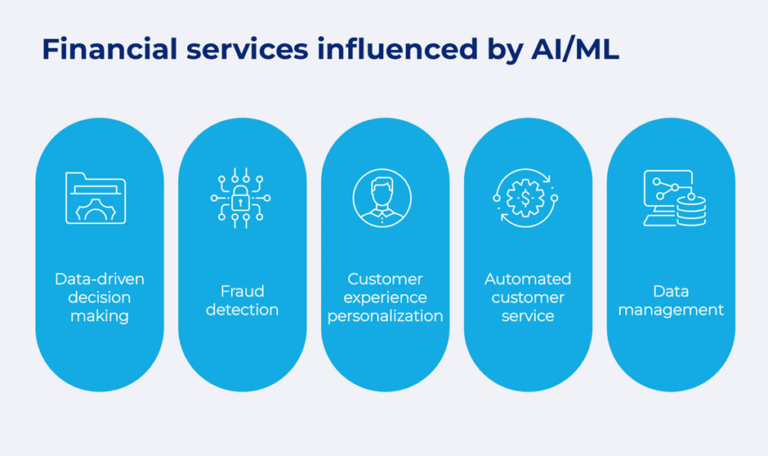 Financial services influenced by AI/ML
Data-driven
decision
making
Fraud
detection
Customer
experience
personalization
Automated
customer
service
Data
management
$